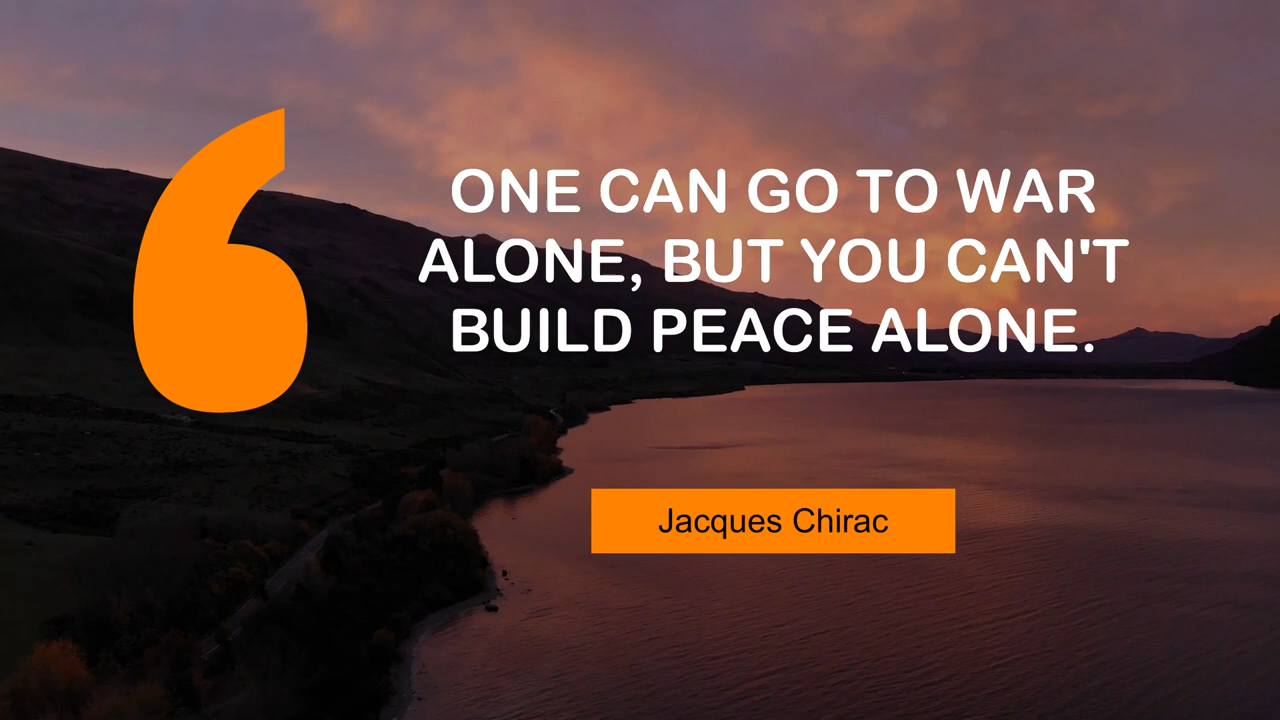 ONE CAN GO TO WAR
ALONE, BUT YOU CAN'T
BUILD PEACE ALONE.
Jacques Chirac